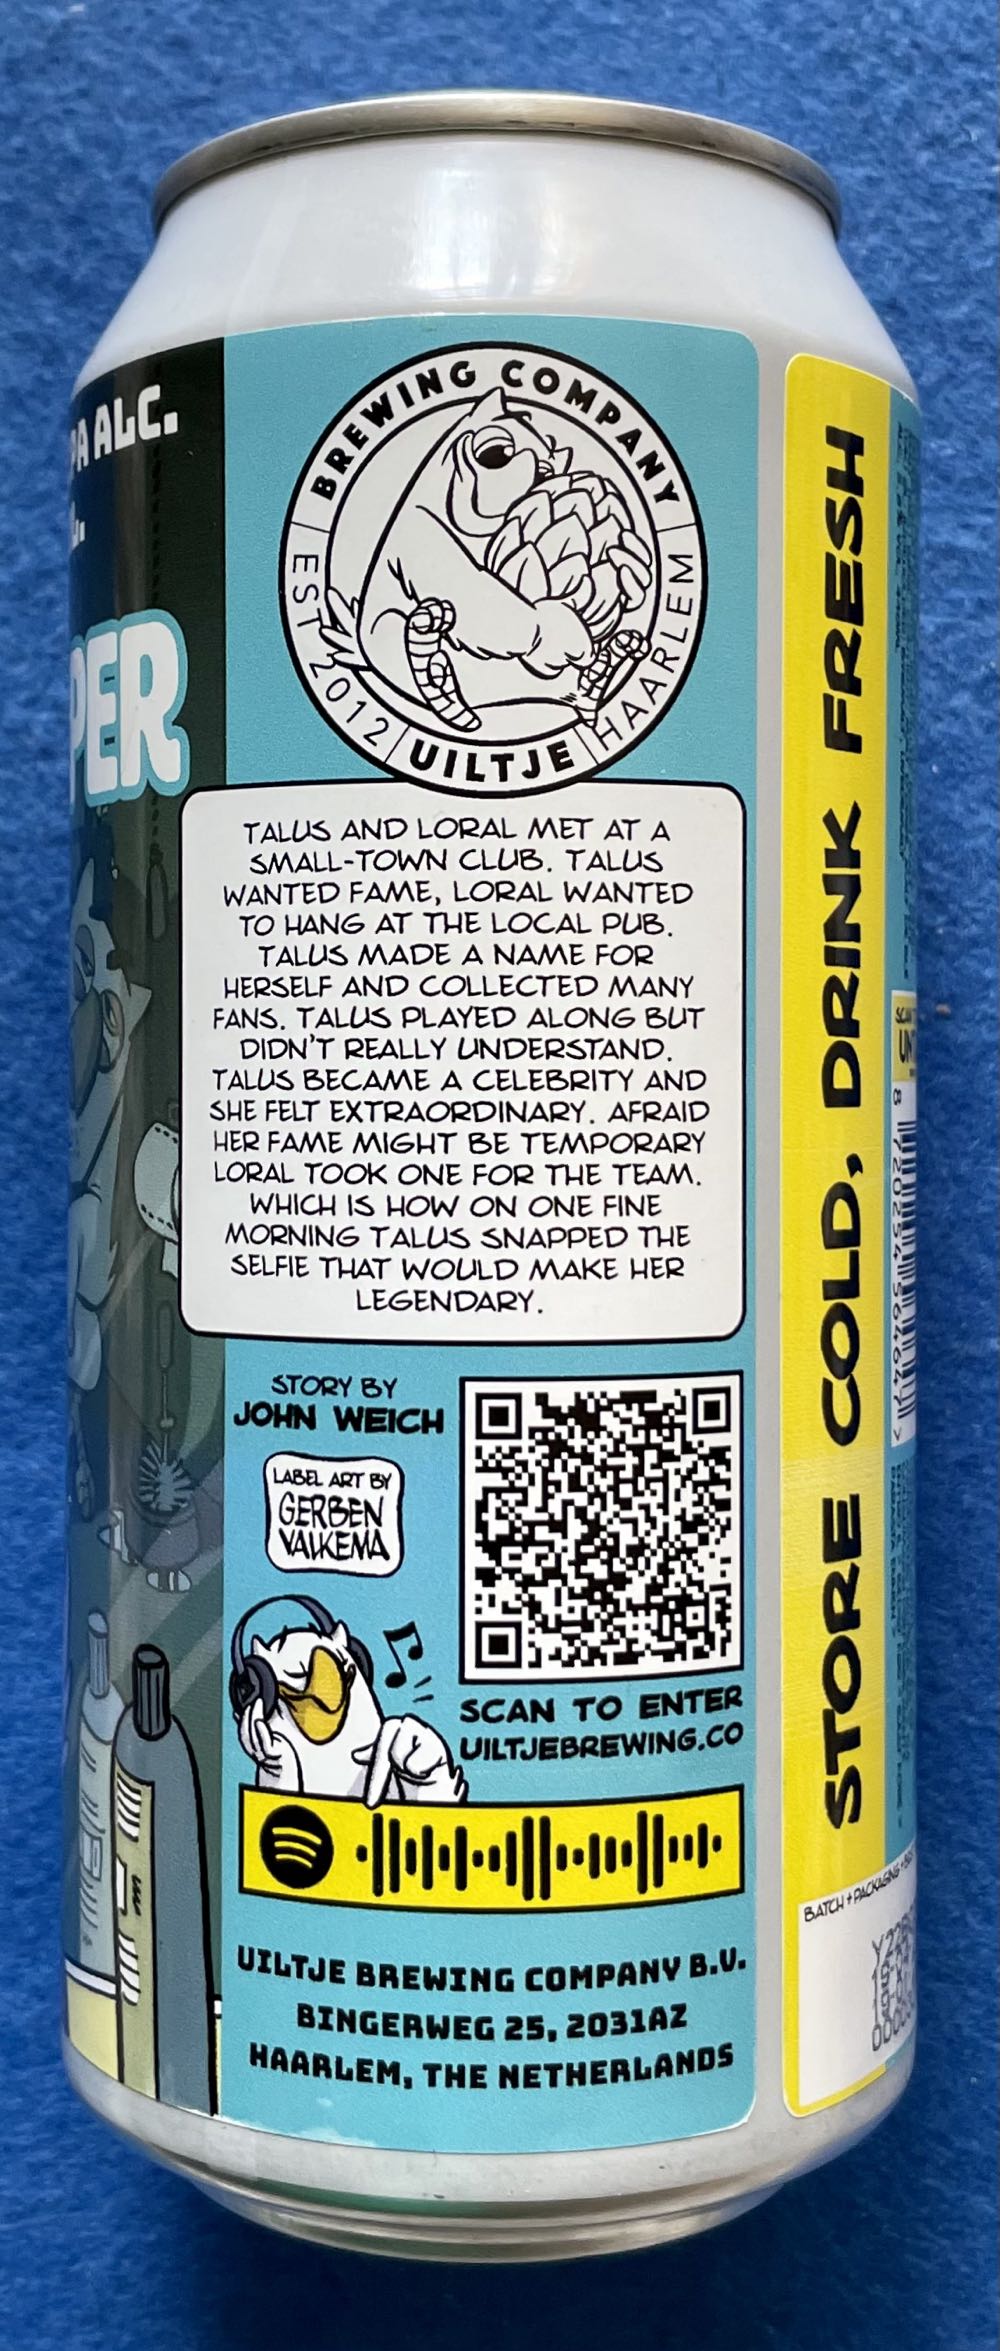 PA ALC.
PER
BREWING COMPANY
EST 2012
UILTJE
HAARLEM
TALUS AND LORAL MET AT A
SMALL-TOWN CLUB. TALUS
WANTED FAME, LORAL WANTED
TO HANG AT THE LOCAL PUB.
TALUS MADE A NAME FOR
HERSELF AND COLLECTED MANY
FANS. TALUS PLAYED ALONG BUT
DIDN'T REALLY UNDERSTAND.
TALUS BECAME A CELEBRITY AND
SHE FELT EXTRAORDINARY. AFRAID
HER FAME MIGHT BE TEMPORARY
LORAL TOOK ONE FOR THE TEAM.
WHICH IS HOW ON ONE FINE
MORNING TALUS SNAPPED THE
SELFIE THAT WOULD MAKE HER
LEGENDARY.
STORY BY
JOHN WEICH
LABEL ART BY
GERBEN
VALKEMA
SCAN TO ENTER
UILTJEBREWING.CO
UILTJE BREWING COMPANY B.V.
BINGERWEG 25, 2031AZ
HAARLEM, THE NETHERLANDS
STORE COLD, DRINK FRESH
BATCH + PACKAGING +
8 720254 564647 >